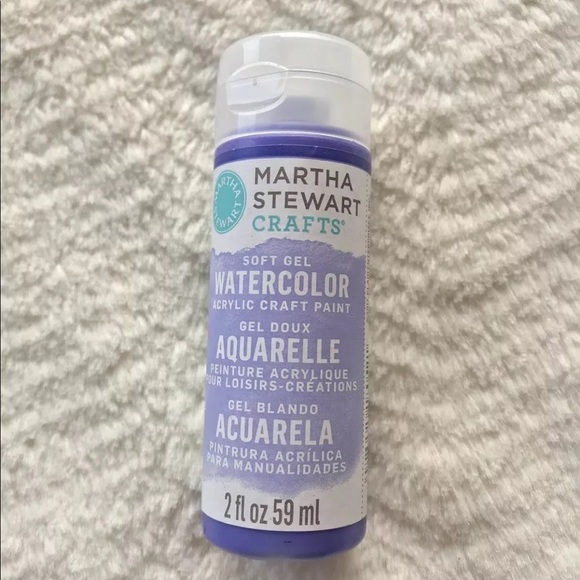 MARTHA
STEWART
MARTHA
STEWART
CRAFTS®
SOFT GEL
WATERCOLOR
ACRYLIC CRAFT PAINT
GEL DOUX
AQUARELLE
PEINTURE ACRYLIQUE
POUR LOISIRS-CRÉATIONS
GEL BLANDO
ACUARELA
PINTRURA ACRÍLICA
PARA MANUALIDADES
2 fl oz 59 ml